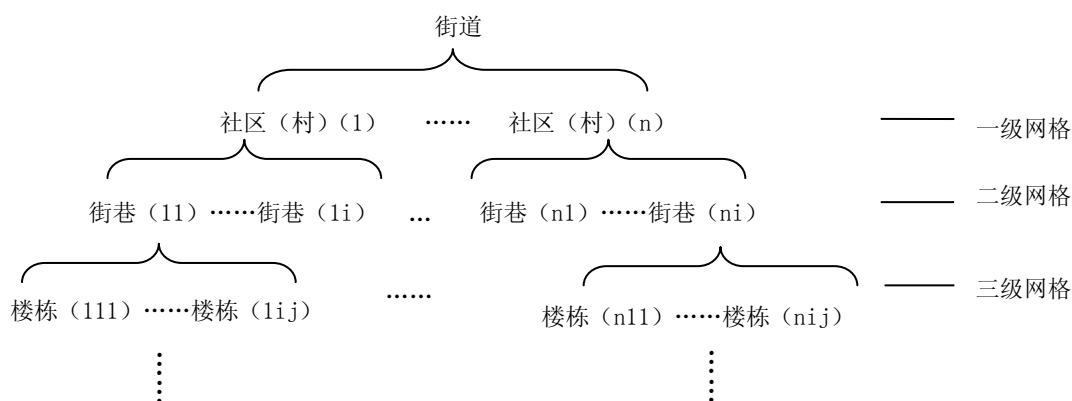 街道
社区（村）（1） …… 社区（村）（n） 一级网格
街巷（11）……街巷（1i） … 街巷（n1）……街巷（ni） 二级网格
楼栋（111）……楼栋（1ij） …… 楼栋（n11）……楼栋（nij） 三级网格